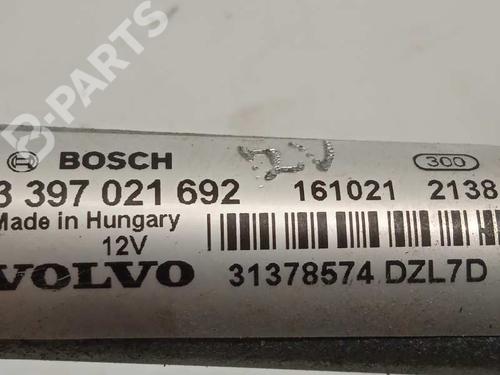 B-PARTS
BOSCH 300
3 397 021 692 161021 2138
Made in Hungary
12V
VOLVO 31378574 DZL7D